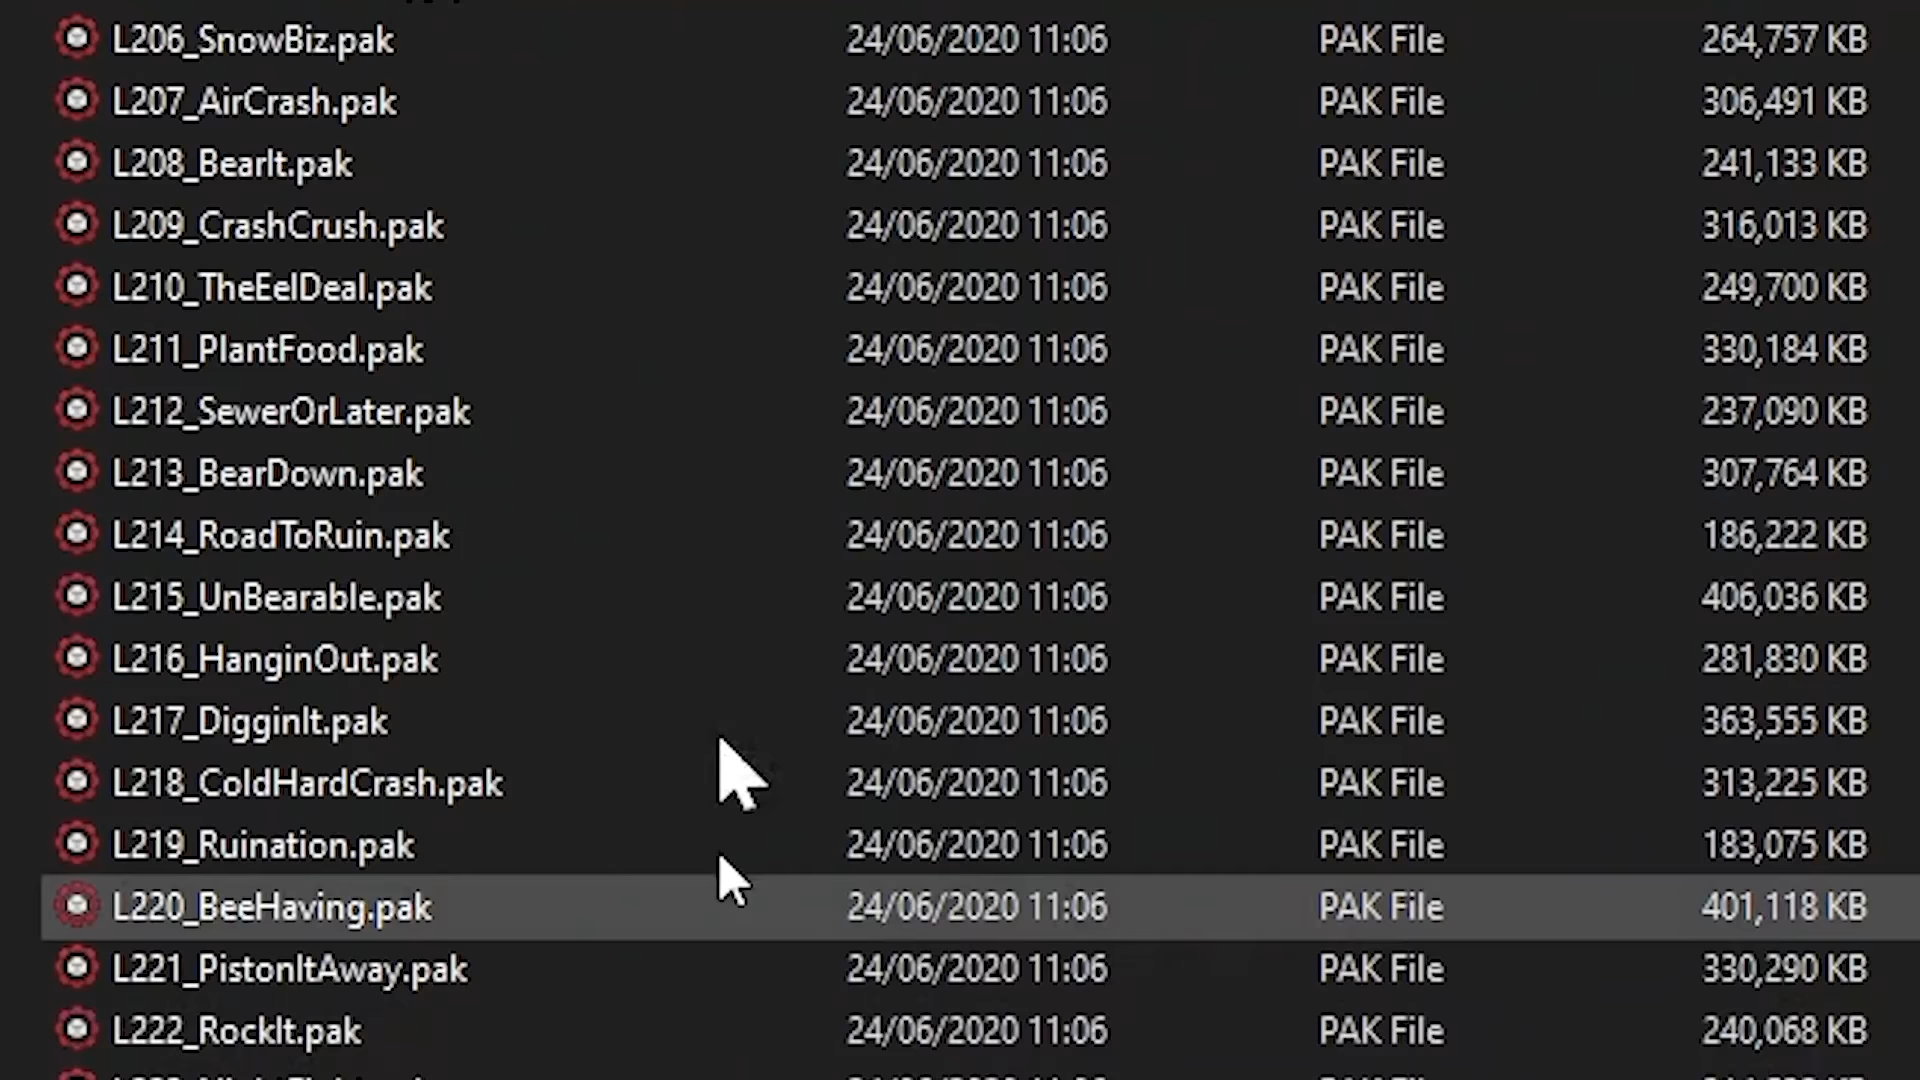 L206_SnowBiz.pak 24/06/2020 11:06 PAK File 264,757 KB
L207_AirCrash.pak 24/06/2020 11:06 PAK File 306,491 KB
L208_BearIt.pak 24/06/2020 11:06 PAK File 241,133 KB
L209_CrashCrush.pak 24/06/2020 11:06 PAK File 316,013 KB
L210_TheEelDeal.pak 24/06/2020 11:06 PAK File 249,700 KB
L211_PlantFood.pak 24/06/2020 11:06 PAK File 330,184 KB
L212_SewerOrLater.pak 24/06/2020 11:06 PAK File 237,090 KB
L213_BearDown.pak 24/06/2020 11:06 PAK File 307,764 KB
L214_RoadToRuin.pak 24/06/2020 11:06 PAK File 186,222 KB
L215_UnBearable.pak 24/06/2020 11:06 PAK File 406,036 KB
L216_HanginOut.pak 24/06/2020 11:06 PAK File 281,830 KB
L217_DigginIt.pak 24/06/2020 11:06 PAK File 363,555 KB
L218_ColdHardCrash.pak 24/06/2020 11:06 PAK File 313,225 KB
L219_Ruination.pak 24/06/2020 11:06 PAK File 183,075 KB
L220_BeeHaving.pak 24/06/2020 11:06 PAK File 401,118 KB
L221_PistonItAway.pak 24/06/2020 11:06 PAK File 330,290 KB
L222_RockIt.pak 24/06/2020 11:06 PAK File 240,068 KB